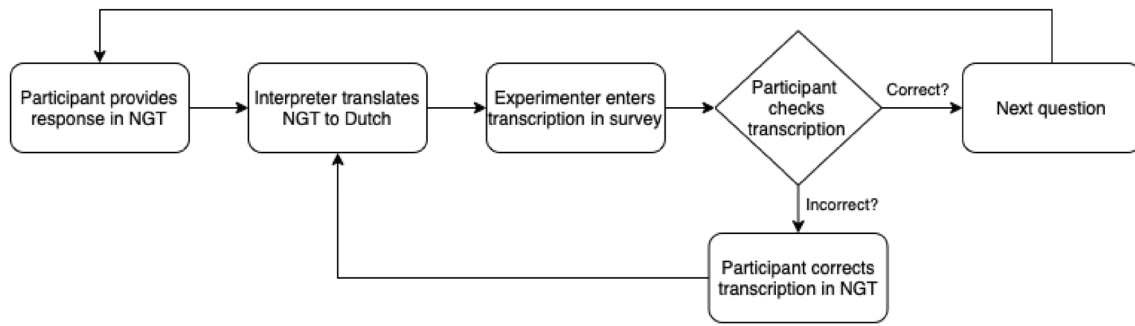 Participant provides
response in NGT
Interpreter translates
NGT to Dutch
Experimenter enters
transcription in survey
Participant
checks
transcription
Correct?
Next question
Incorrect?
Participant corrects
transcription in NGT